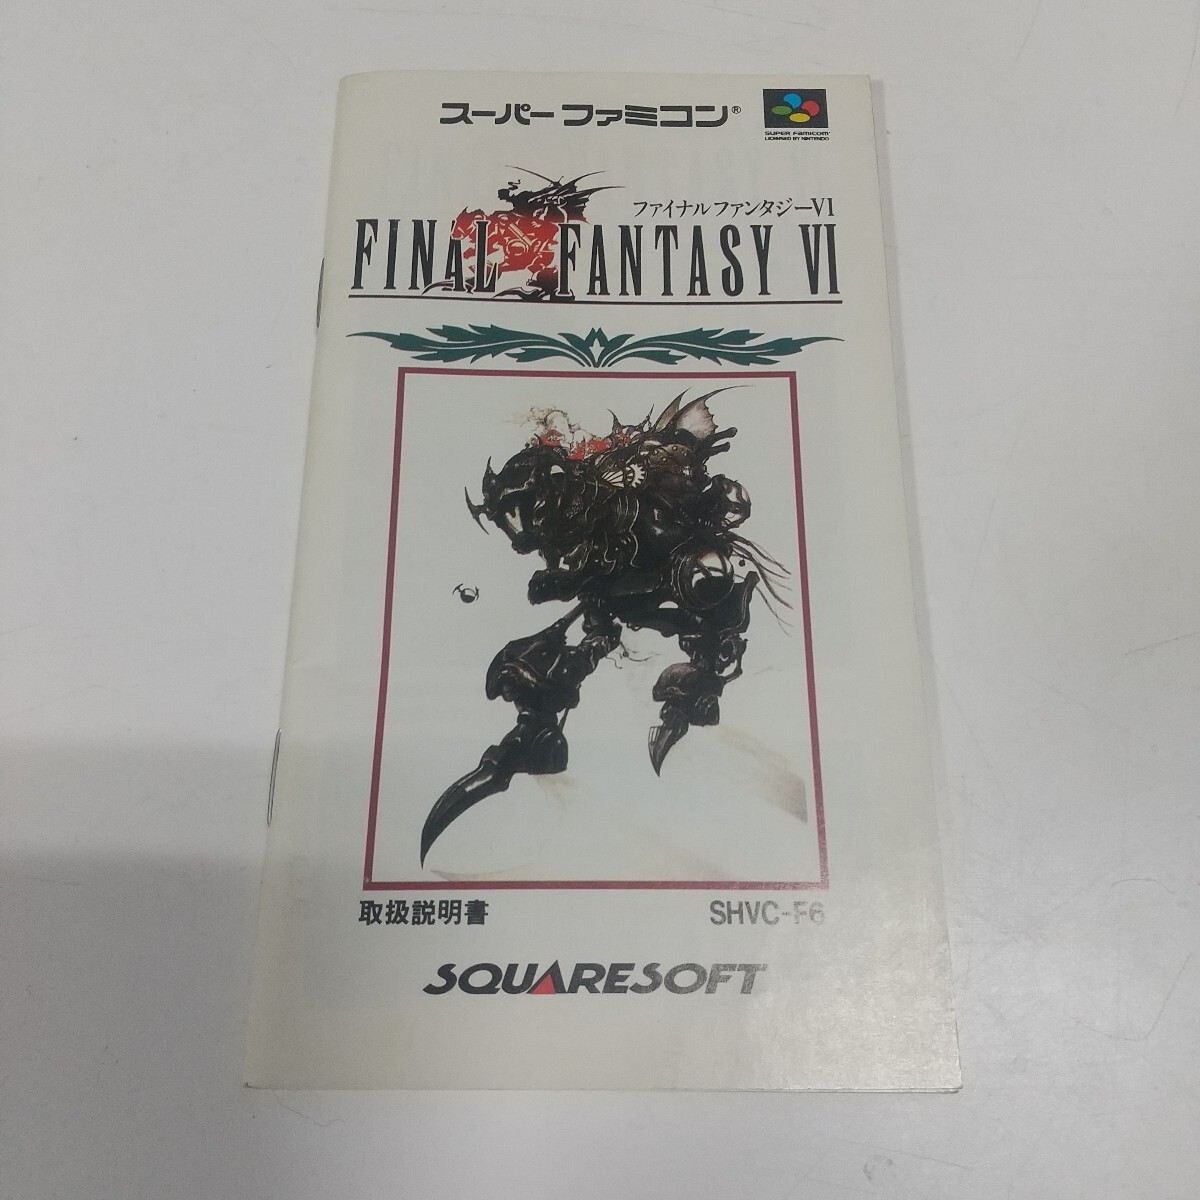 スーパーファミコン®
SUPER FAMICOM
LICENSED BY NINTENDO
ファイナルファンタジーVI
FINAL FANTASY VI
取扱説明書
SHVC-F6
SQUARESOFT